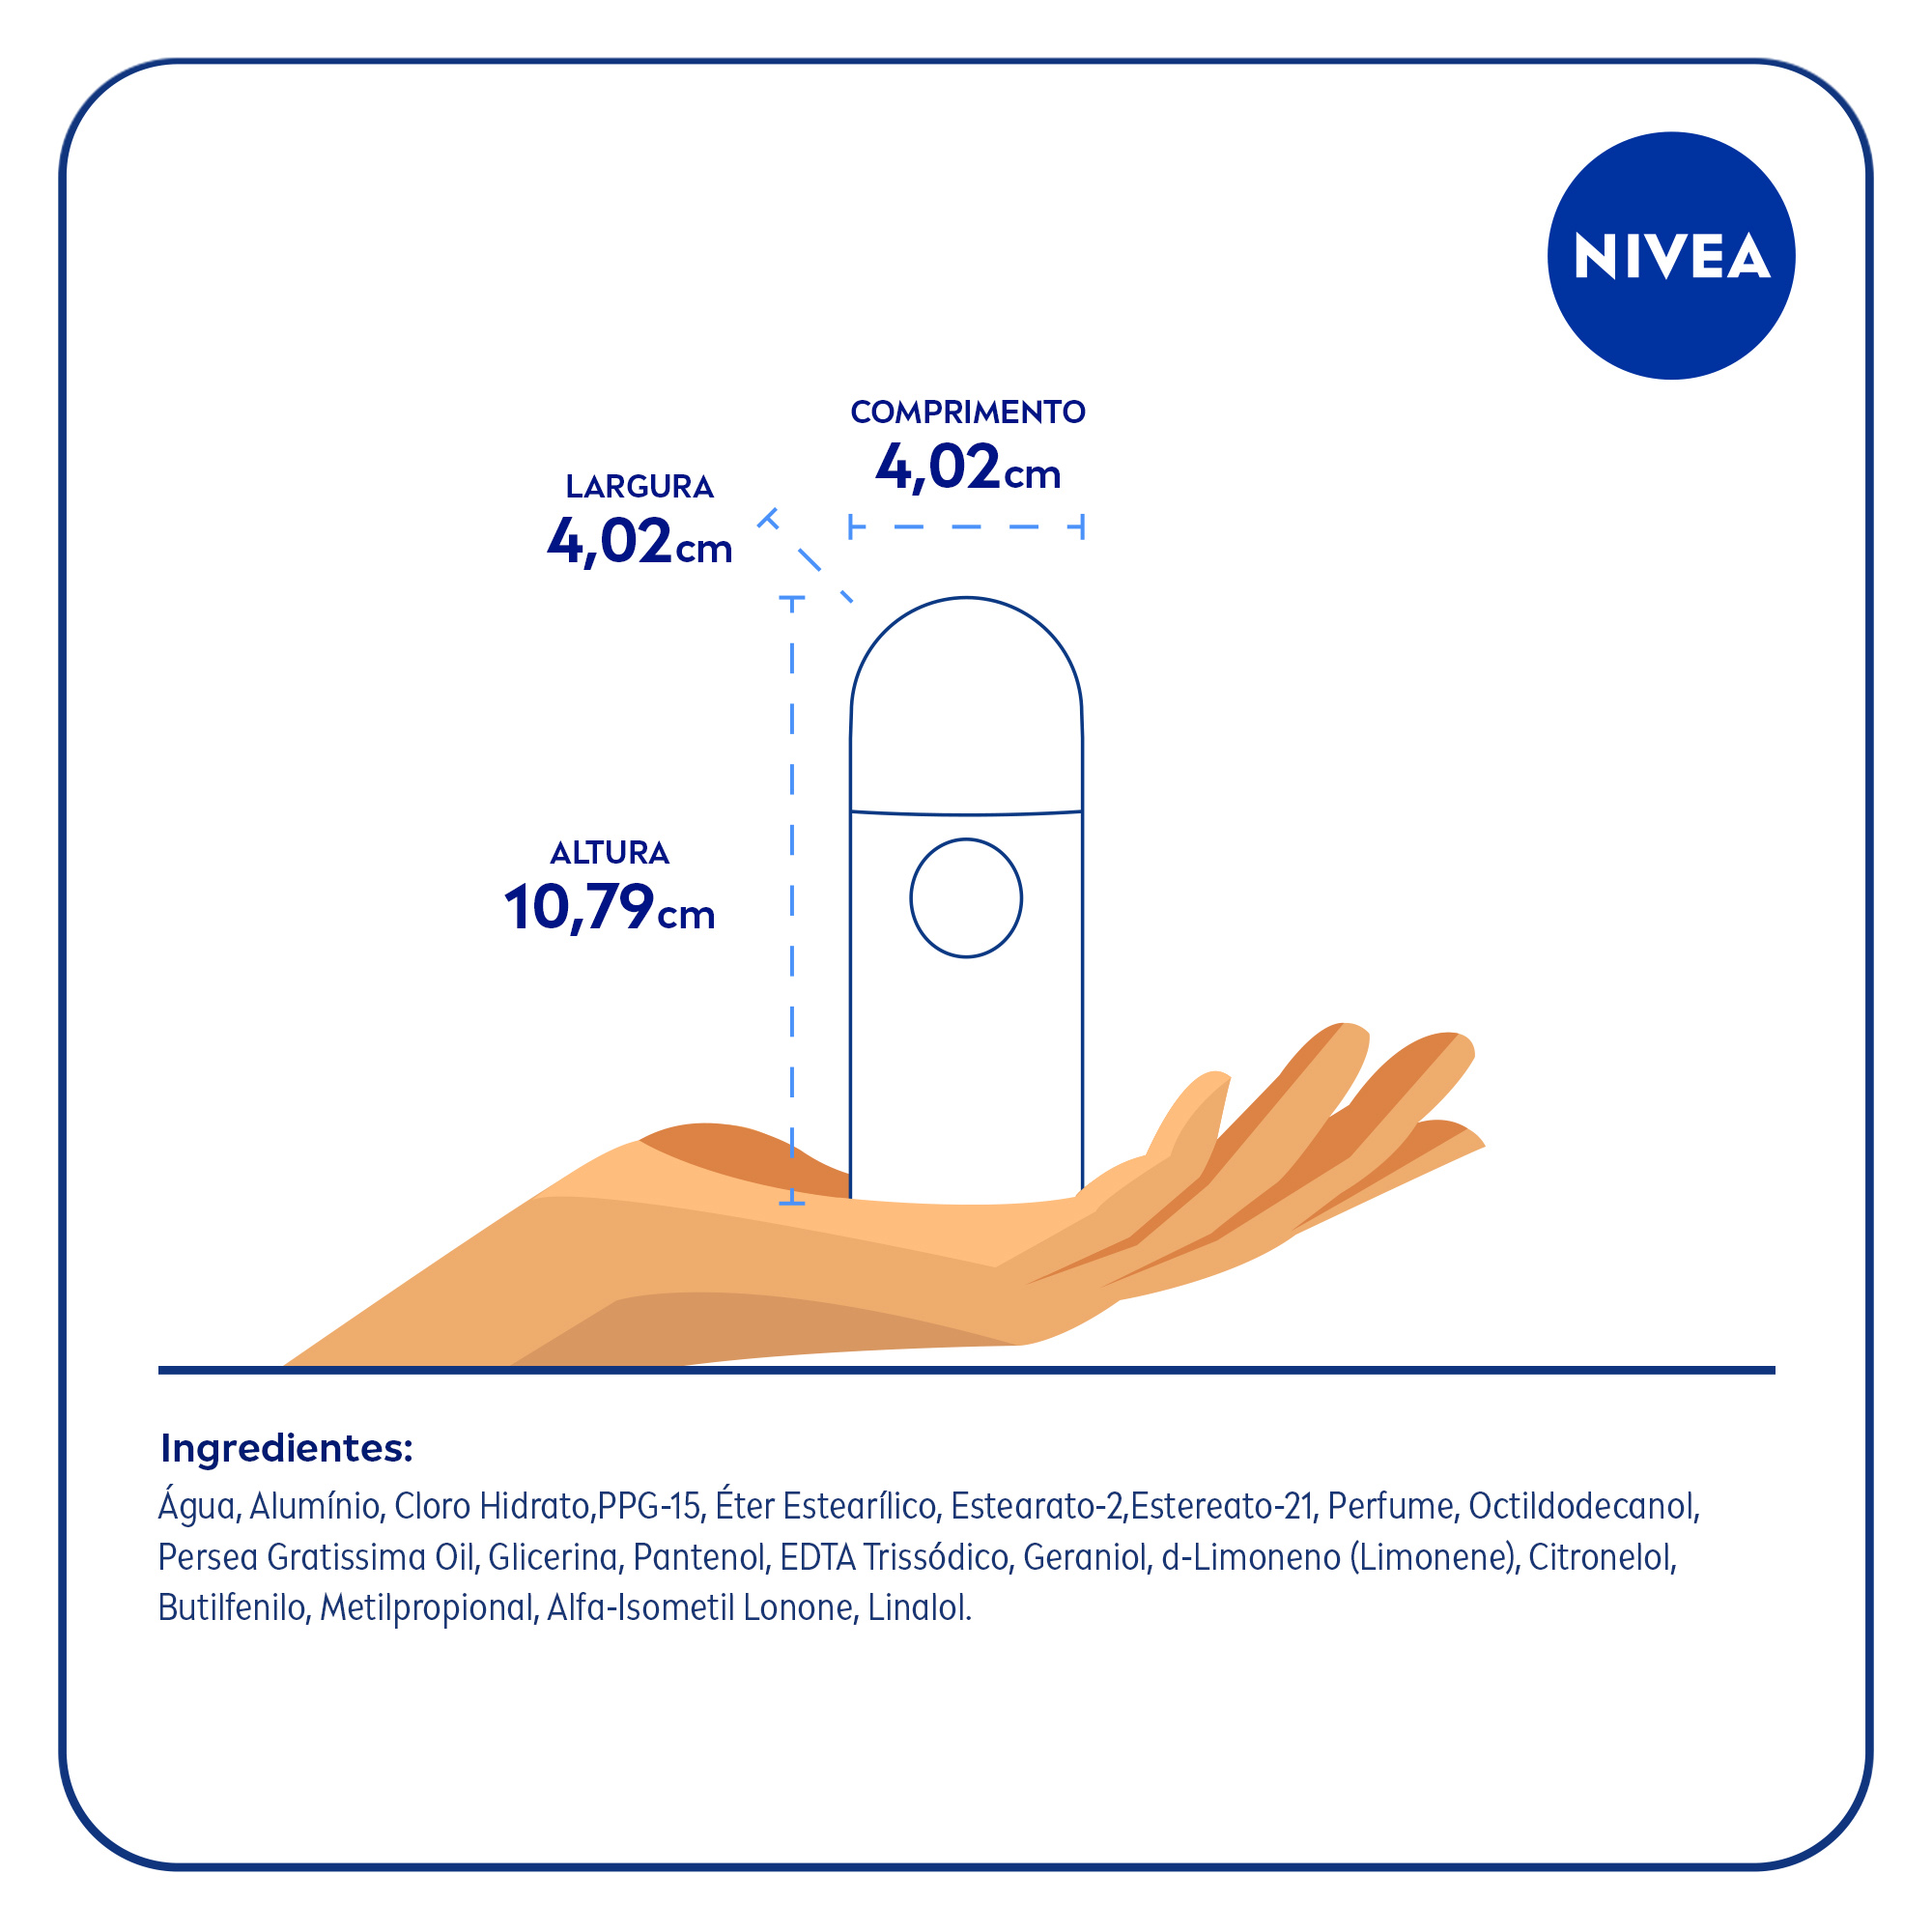 NIVEA
COMPRIMENTO
4,02cm
LARGURA
4,02cm
ALTURA
10,79cm
Ingredientes:
Água, Alumínio, Cloro Hidrato,PPG-15, Éter Estearílico, Estearato-2,Estereato-21, Perfume, Octildodecanol,
Persea Gratissima Oil, Glicerina, Pantenol, EDTA Trissódico, Geraniol, d-Limoneno (Limonene), Citronelol,
Butilfenilo, Metilpropional, Alfa-Isometil Lonone, Linalol.